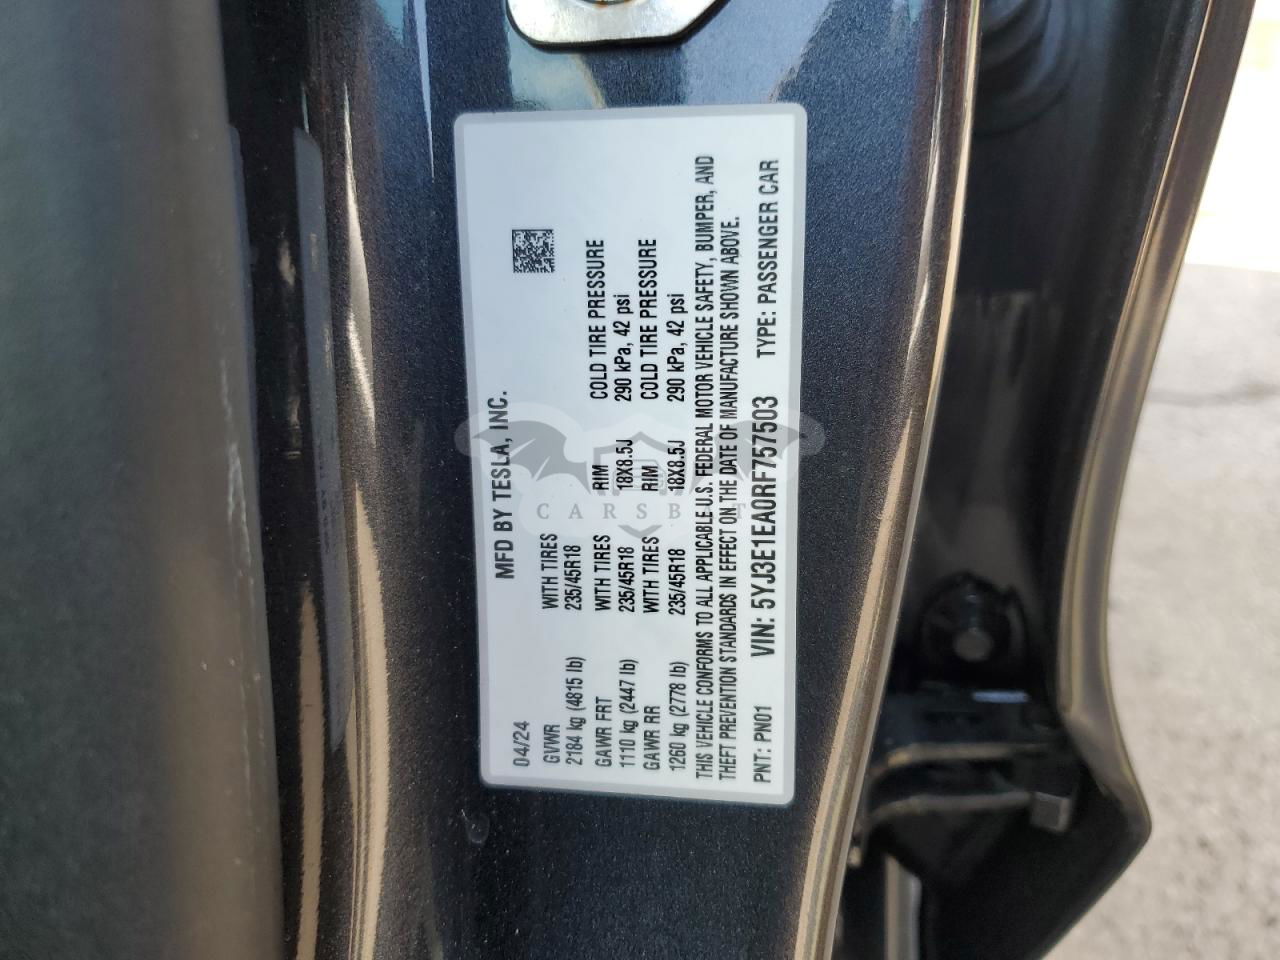 MFD BY TESLA, INC.
04/24
GVWR WITH TIRES
2184 kg (4815 lb) 235/45R18
GAWR FRT WITH TIRES RIM COLD TIRE PRESSURE
1110 kg (2447 lb) 235/45R18 18X8.5J 290 kPa, 42 psi
GAWR RR WITH TIRES RIM COLD TIRE PRESSURE
1260 kg (2778 lb) 235/45R18 18X8.5J 290 kPa, 42 psi
THIS VEHICLE CONFORMS TO ALL APPLICABLE U.S. FEDERAL MOTOR VEHICLE SAFETY, BUMPER, AND
THEFT PREVENTION STANDARDS IN EFFECT ON THE DATE OF MANUFACTURE SHOWN ABOVE.
PNT: PN01 VIN: 5YJ3E1EA0RF757503 TYPE: PASSENGER CAR